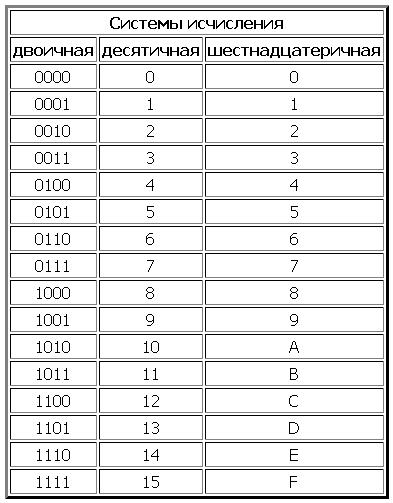 Системы исчисления
двоичная десятичная шестнадцатеричная
0000 0 0
0001 1 1
0010 2 2
0011 3 3
0100 4 4
0101 5 5
0110 6 6
0111 7 7
1000 8 8
1001 9 9
1010 10 A
1011 11 B
1100 12 C
1101 13 D
1110 14 E
1111 15 F